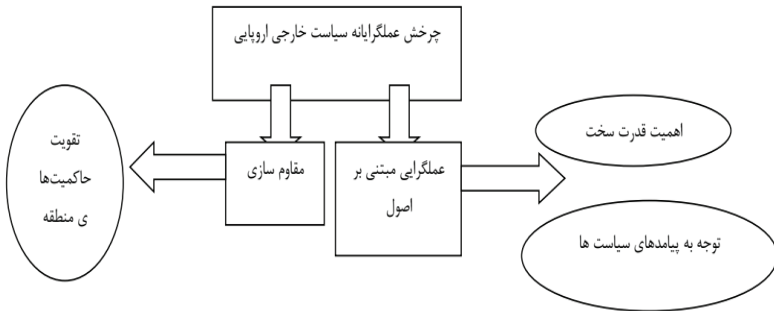 چرخش عملگرایانه سیاست خارجی اروپایی
اهمیت قدرت سخت
عملگرایی مبتنی بر
اصول
مقاوم سازی
تقویت
حاکمیت‌ها
ی منطقه
توجه به پیامدهای سیاست ها